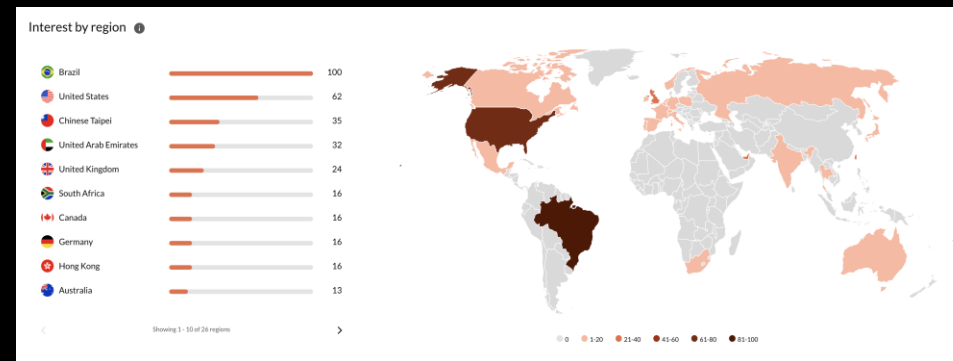 Interest by region
Brazil 100
United States 62
Chinese Taipei 35
United Arab Emirates 32
United Kingdom 24
South Africa 16
Canada 16
Germany 16
Hong Kong 16
Australia 13
Showing 1 - 10 of 26 regions
0 1-20 21-40 41-60 61-80 81-100